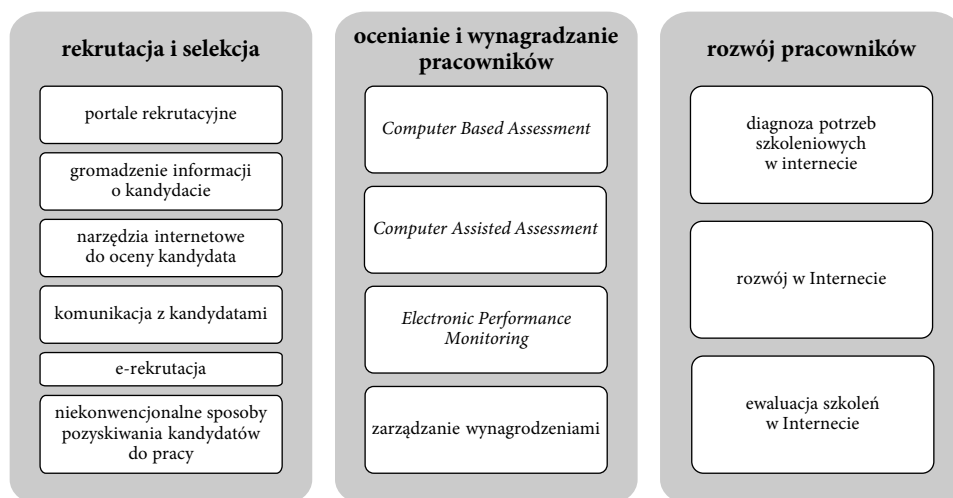 rekrutacja i selekcja
portale rekrutacyjne
gromadzenie informacji
o kandydacie
narzędzia internetowe
do oceny kandydata
komunikacja z kandydatami
e-rekrutacja
niekonwencjonalne sposoby
pozyskiwania kandydatów
do pracy
ocenianie i wynagradzanie
pracowników
Computer Based Assessment
Computer Assisted Assessment
Electronic Performance
Monitoring
zarządzanie wynagrodzeniami
rozwój pracowników
diagnoza potrzeb
szkoleniowych
w internecie
rozwój w Internecie
ewaluacja szkoleń
w Internecie